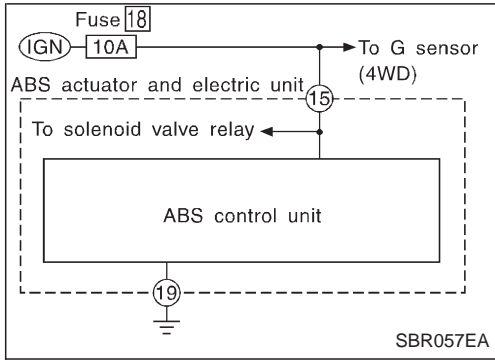 Fuse 18
IGN 10A To G sensor
(4WD)
ABS actuator and electric unit
15
To solenoid valve relay
ABS control unit
19
SBR057EA